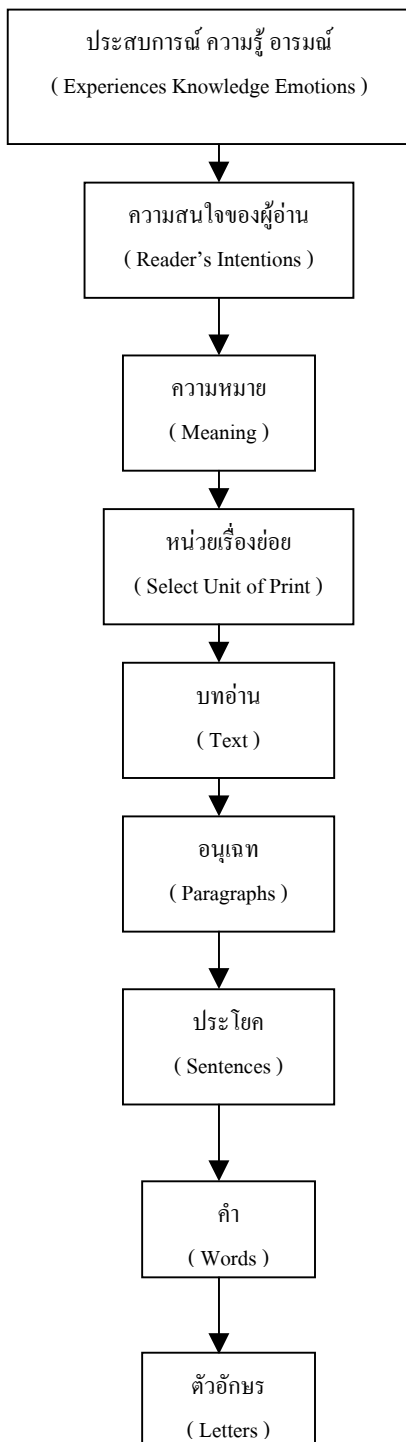 ประสบการณ์ ความรู้ อารมณ์
( Experiences Knowledge Emotions )
ความสนใจของผู้อ่าน
( Reader’s Intentions )
ความหมาย
( Meaning )
หน่วยเรื่องย่อย
( Select Unit of Print )
บทอ่าน
( Text )
อนุเฉท
( Paragraphs )
ประโยค
( Sentences )
คำ
( Words )
ตัวอักษร
( Letters )